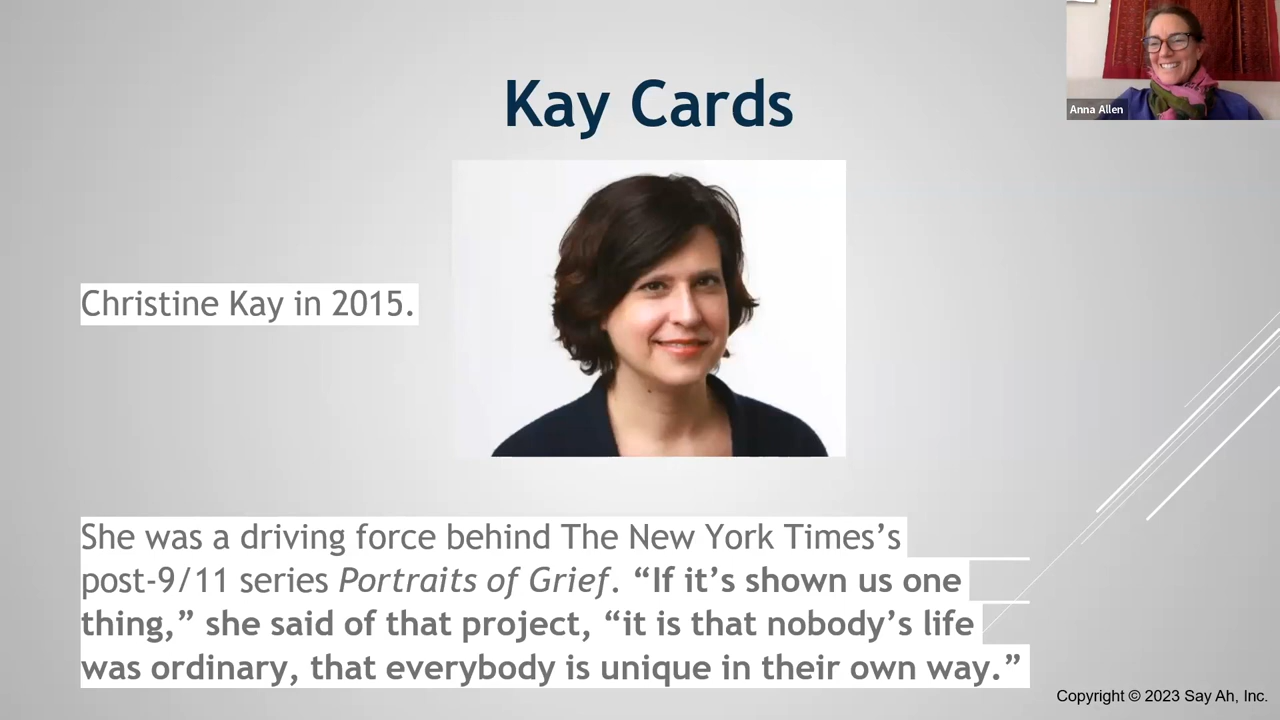 Kay Cards
Anna Allen
Christine Kay in 2015.
She was a driving force behind The New York Times’s
post-9/11 series Portraits of Grief. “If it’s shown us one
thing,” she said of that project, “it is that nobody’s life
was ordinary, that everybody is unique in their own way.”
Copyright © 2023 Say Ah, Inc.